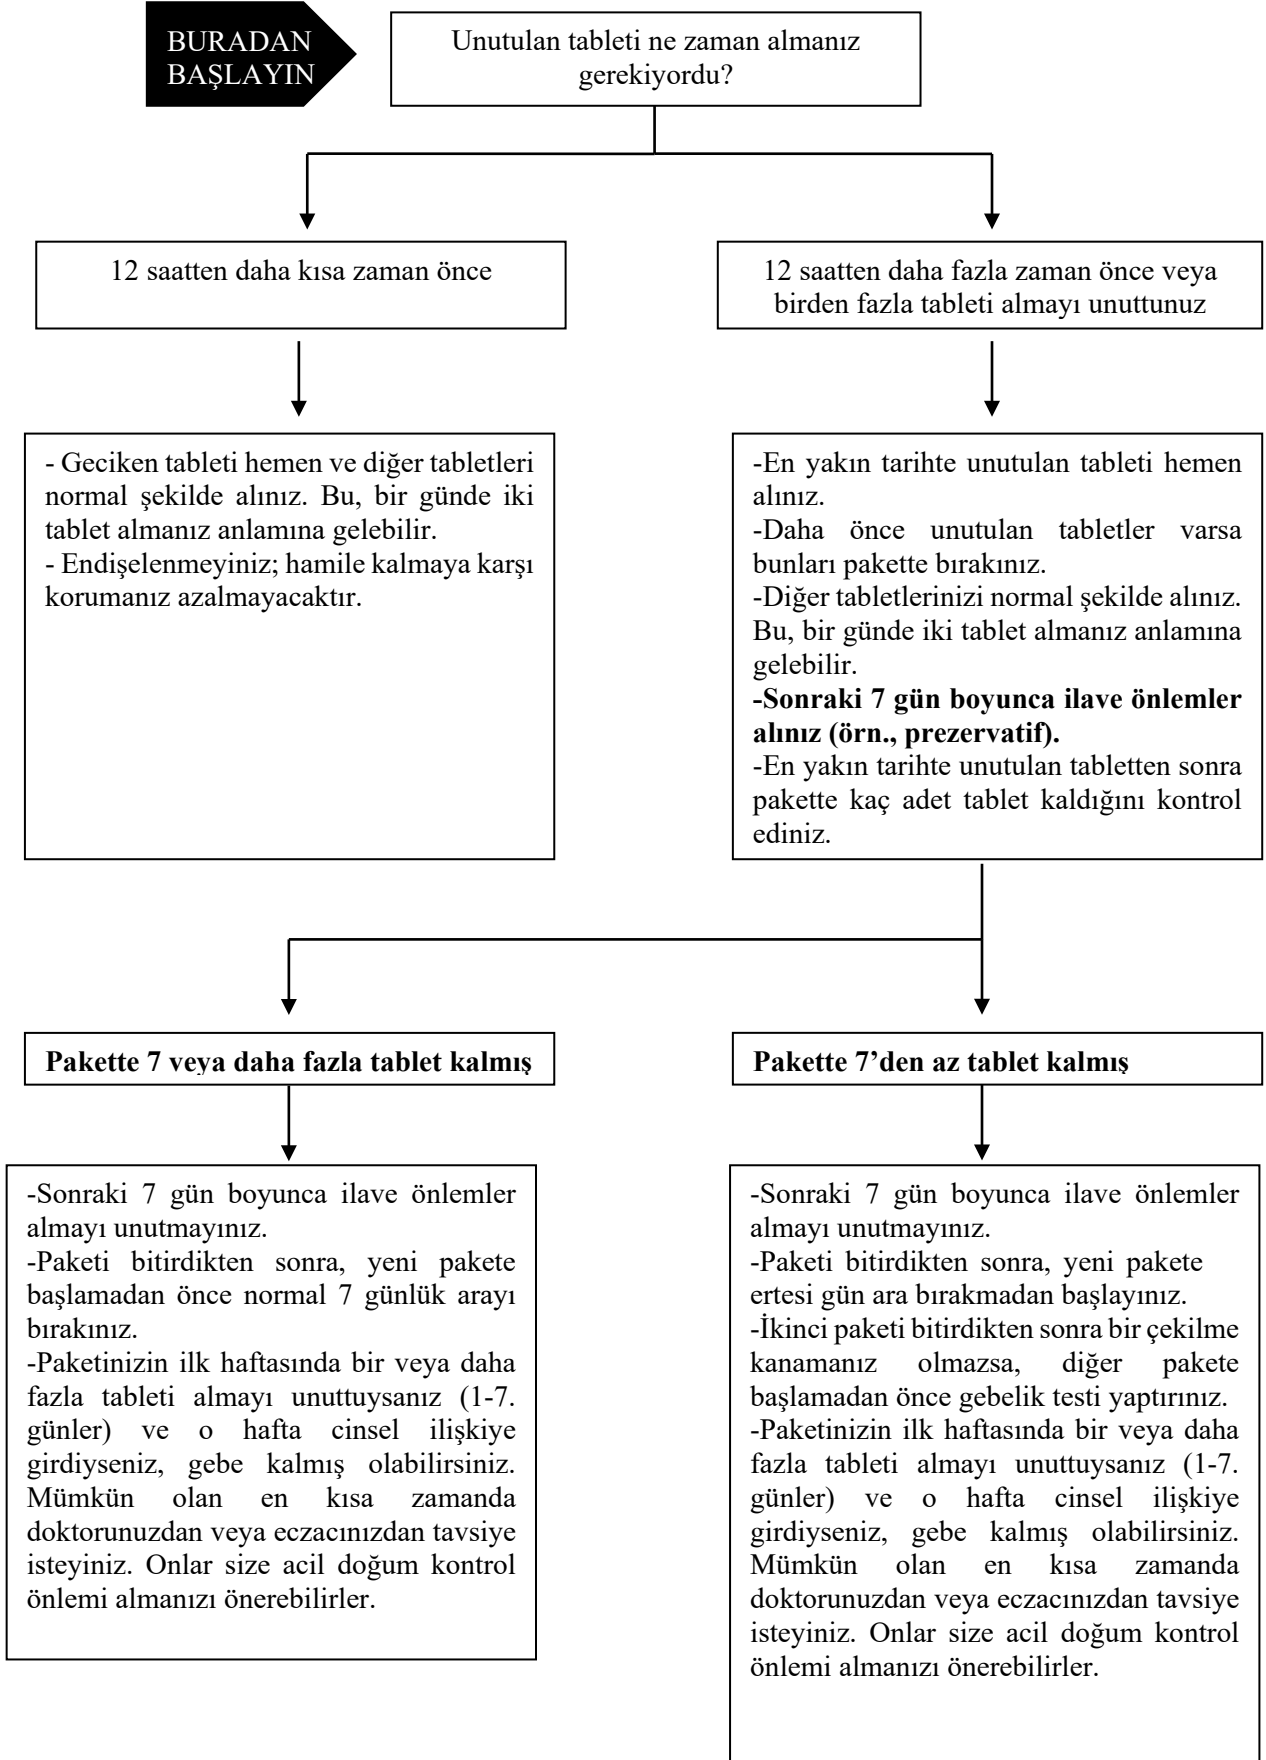 BURADAN
BAŞLAYIN
Unutulan tableti ne zaman almanız
gerekiyordu?
12 saatten daha kısa zaman önce
12 saatten daha fazla zaman önce veya
birden fazla tableti almayı unuttunuz
- Geciken tableti hemen ve diğer tabletleri
normal şekilde alınız. Bu, bir günde iki
tablet almanız anlamına gelebilir.
- Endişelenmeyiniz; hamile kalmaya karşı
korumanız azalmayacaktır.
-En yakın tarihte unutulan tableti hemen
alınız.
-Daha önce unutulan tabletler varsa
bunları pakette bırakınız.
-Diğer tabletlerinizi normal şekilde alınız.
Bu, bir günde iki tablet almanız anlamına
gelebilir.
-Sonraki 7 gün boyunca ilave önlemler
alınız (örn., prezervatif).
-En yakın tarihte unutulan tabletten sonra
pakette kaç adet tablet kaldığını kontrol
ediniz.
Pakette 7 veya daha fazla tablet kalmış
Pakette 7’den az tablet kalmış
-Sonraki 7 gün boyunca ilave önlemler
almayı unutmayınız.
-Paketi bitirdikten sonra, yeni pakete
başlamadan önce normal 7 günlük arayı
bırakınız.
-Paketinizin ilk haftasında bir veya daha
fazla tableti almayı unuttuysanız (1-7.
günler) ve o hafta cinsel ilişkiye
girdiyseniz, gebe kalmış olabilirsiniz.
Mümkün olan en kısa zamanda
doktorunuzdan veya eczacınızdan tavsiye
isteyiniz. Onlar size acil doğum kontrol
önlemi almanızı önerebilirler.
-Sonraki 7 gün boyunca ilave önlemler
almayı unutmayınız.
-Paketi bitirdikten sonra, yeni pakete
ertesi gün ara bırakmadan başlayınız.
-İkinci paketi bitirdikten sonra bir çekilme
kanamanız olmazsa, diğer pakete
başlamadan önce gebelik testi yaptırınız.
-Paketinizin ilk haftasında bir veya daha
fazla tableti almayı unuttuysanız (1-7.
günler) ve o hafta cinsel ilişkiye
girdiyseniz, gebe kalmış olabilirsiniz.
Mümkün olan en kısa zamanda
doktorunuzdan veya eczacınızdan tavsiye
isteyiniz. Onlar size acil doğum kontrol
önlemi almanızı önerebilirler.